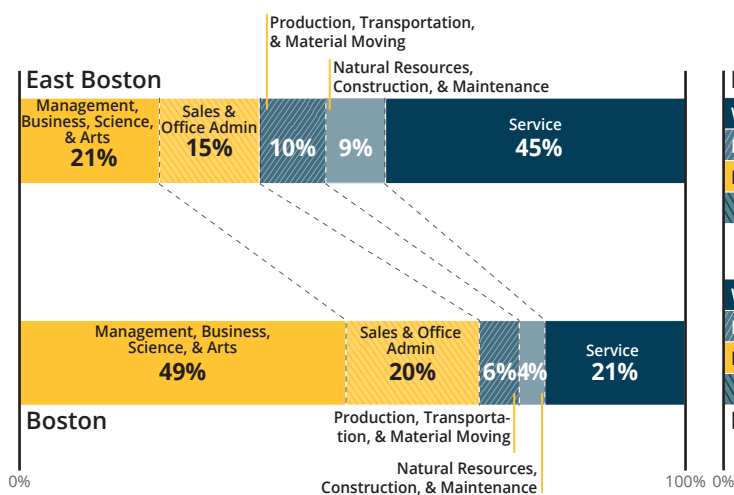 Production, Transportation,
& Material Moving
Natural Resources,
Construction, & Maintenance
East Boston
Management,
Business, Science,
& Arts
21%
Sales &
Office Admin
15%
10%
9%
Service
45%
Management, Business,
Science, & Arts
49%
Sales & Office
Admin
20%
6%
4%
Service
21%
Boston
Production, Transporta-
tion, & Material Moving
Natural Resources,
Construction, & Maintenance
0%
100%
0%